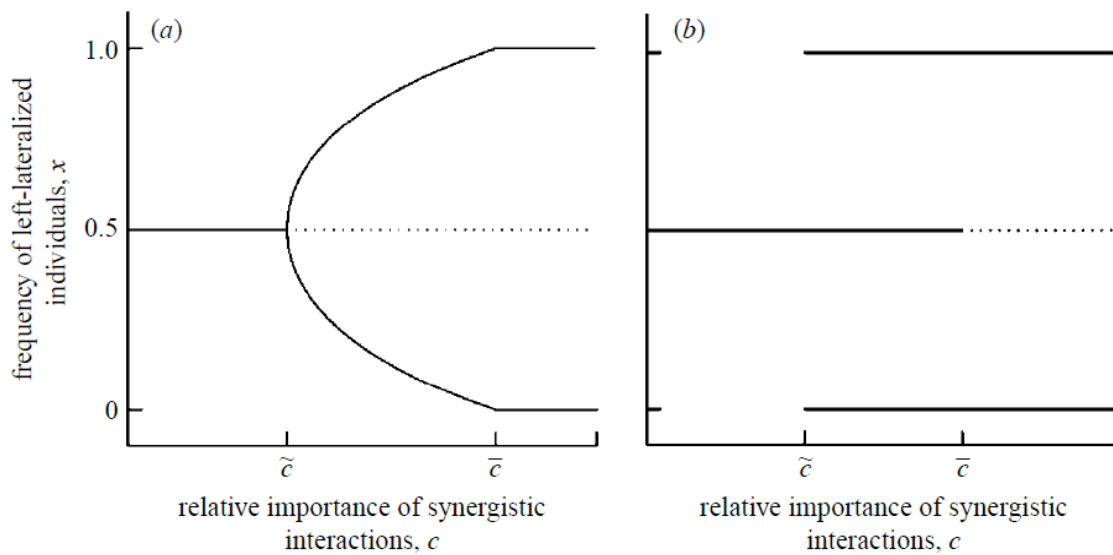 (a)
(b)
1.0
0.5
0
frequency of left-lateralized
individuals, x
c̃
c̄
c̃
c̄
relative importance of synergistic
interactions, c
relative importance of synergistic
interactions, c